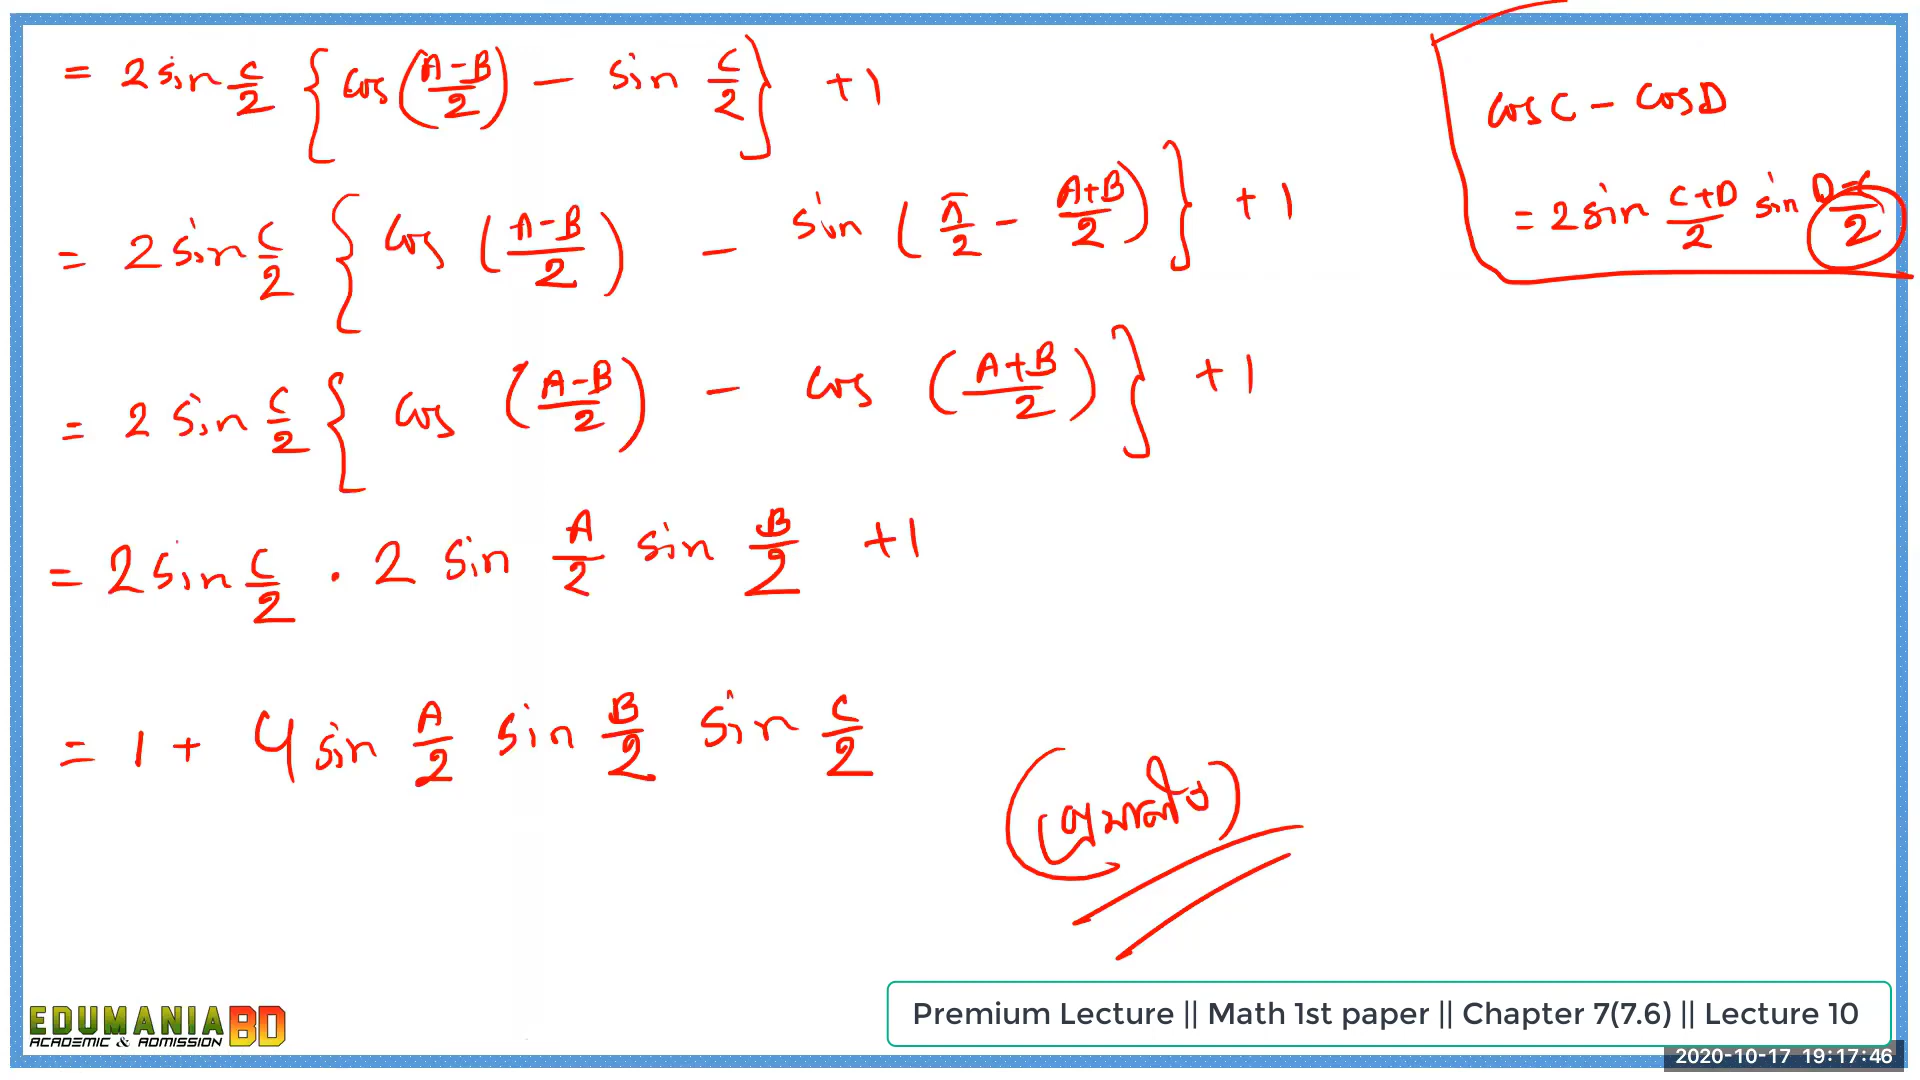 = 2 sin C/2 { cos (A-B/2) - sin C/2 } +1
= 2 sin C/2 { cos (A-B/2) - sin (π/2 - A+B/2) } + 1
= 2 sin C/2 { cos (A-B/2) - cos (A+B/2) } + 1
= 2 sin C/2 . 2 sin A/2 sin B/2 +1
= 1 + 4 sin A/2 sin B/2 sin C/2
(প্রমাণীত)
cos C - cos D
= 2 sin C+D/2 sin D-C/2
EDUMANIA BD
ACADEMIC & ADMISSION
Premium Lecture || Math 1st paper || Chapter 7(7.6) || Lecture 10
2020-10-17 19:17:46